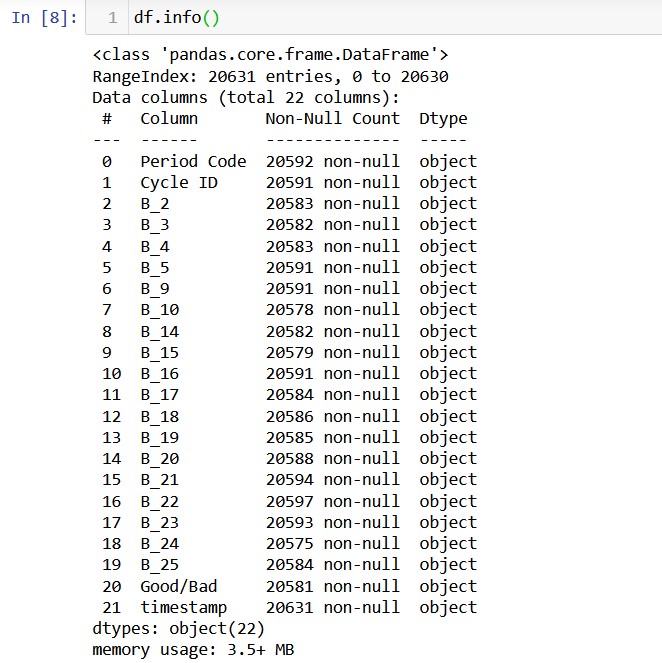 In [8]: 1 df.info()
<class 'pandas.core.frame.DataFrame'>
RangeIndex: 20631 entries, 0 to 20630
Data columns (total 22 columns):
 #   Column       Non-Null Count  Dtype
---  ------       --------------  -----
 0   Period Code  20592 non-null  object
 1   Cycle ID     20591 non-null  object
 2   B_2          20583 non-null  object
 3   B_3          20582 non-null  object
 4   B_4          20583 non-null  object
 5   B_5          20591 non-null  object
 6   B_9          20591 non-null  object
 7   B_10         20578 non-null  object
 8   B_14         20582 non-null  object
 9   B_15         20579 non-null  object
 10  B_16         20591 non-null  object
 11  B_17         20584 non-null  object
 12  B_18         20586 non-null  object
 13  B_19         20585 non-null  object
 14  B_20         20588 non-null  object
 15  B_21         20594 non-null  object
 16  B_22         20597 non-null  object
 17  B_23         20593 non-null  object
 18  B_24         20575 non-null  object
 19  B_25         20584 non-null  object
 20  Good/Bad     20581 non-null  object
 21  timestamp    20631 non-null  object
dtypes: object(22)
memory usage: 3.5+ MB